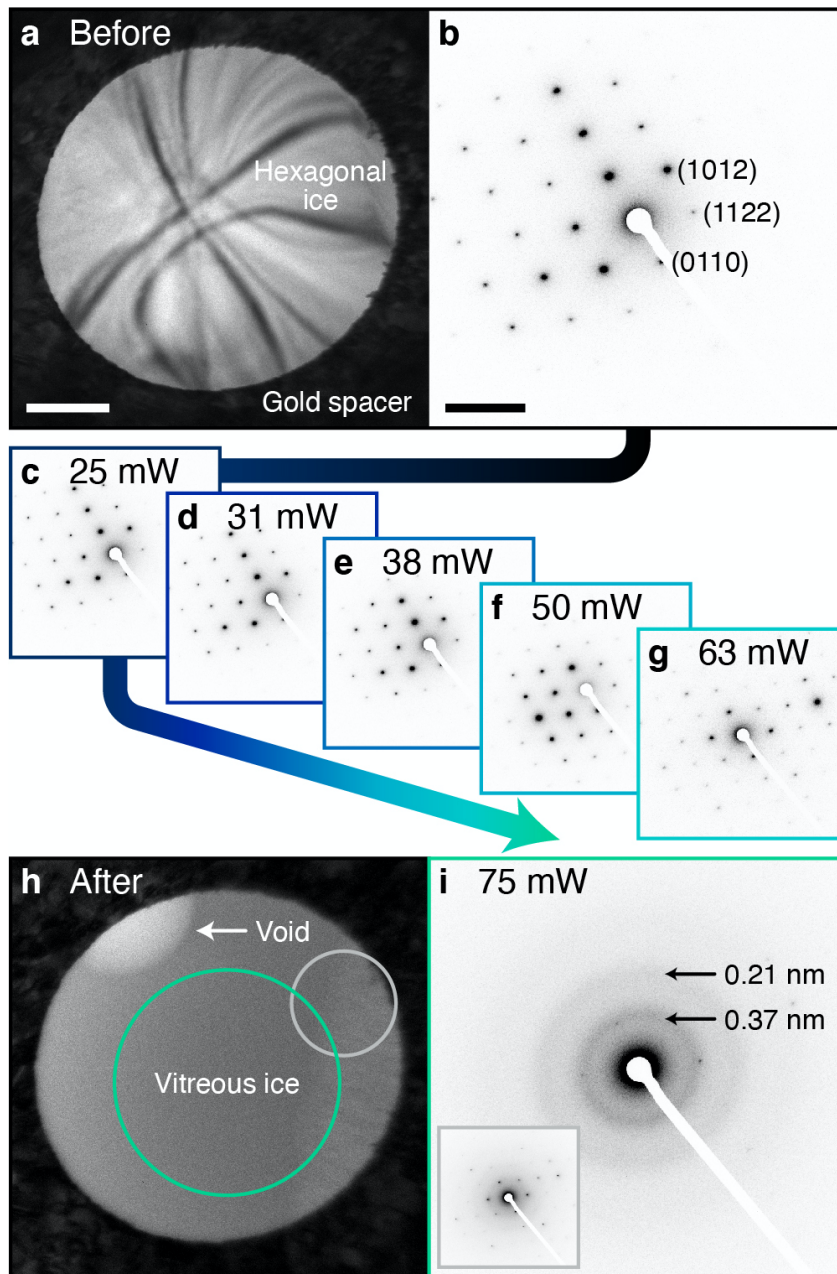 a Before
Hexagonal
ice
Gold spacer
b
(1012)
(1122)
(0110)
c 25 mW
d 31 mW
e 38 mW
f 50 mW
g 63 mW
h After
Void
Vitreous ice
i 75 mW
0.21 nm
0.37 nm